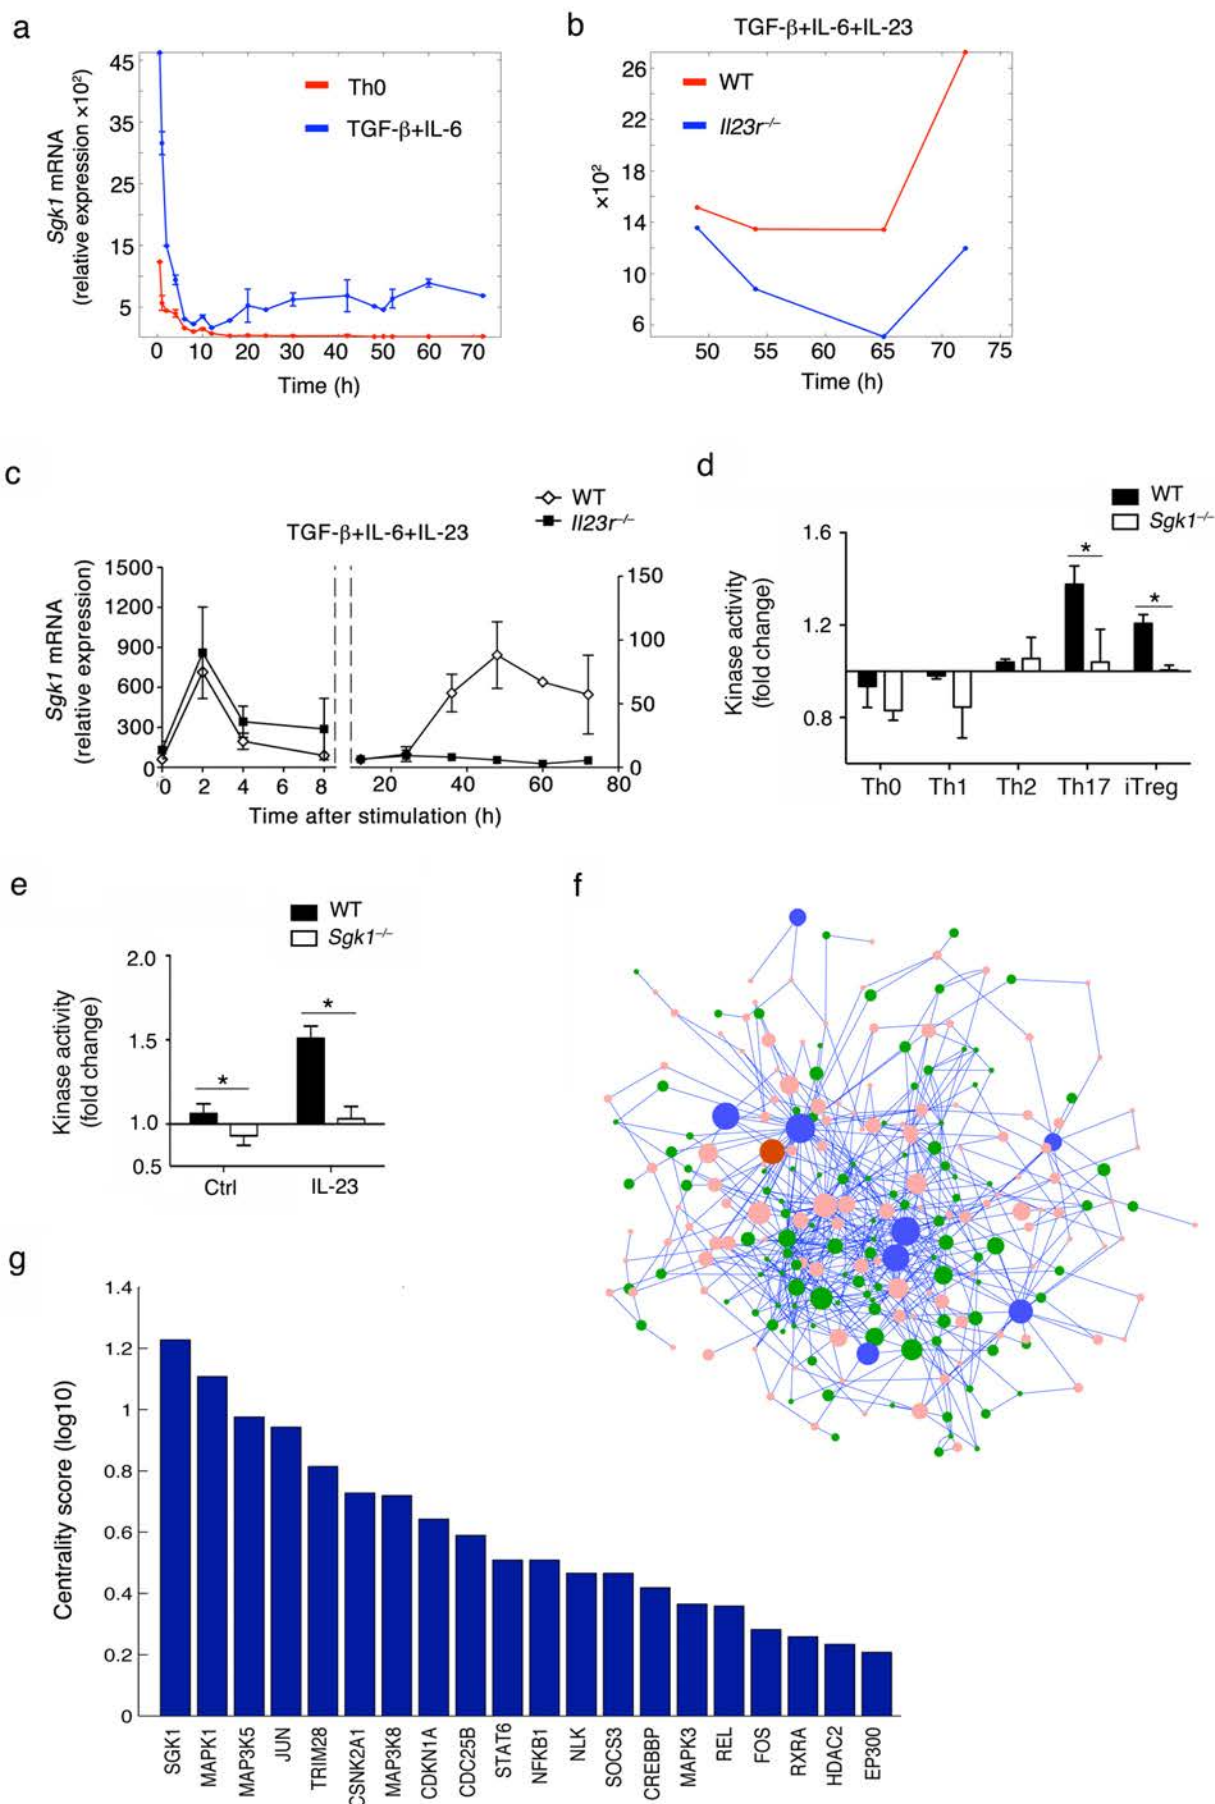 a
Sgk1 mRNA
(relative expression ×10²)
45
35
25
15
5
Th0
TGF-β+IL-6
0 10 20 30 40 50 60 70
Time (h)
b
TGF-β+IL-6+IL-23
×10²
26
22
18
14
10
6
WT
Il23r–/–
50 55 60 65 70 75
Time (h)
c
WT
Il23r–/–
TGF-β+IL-6+IL-23
Sgk1 mRNA
(relative expression)
1500
1200
900
600
300
0
150
100
50
0
0 2 4 6 8 20 40 60 80
Time after stimulation (h)
d
WT
Sgk1–/–
Kinase activity
(fold change)
1.6
1.2
0.8
* *
Th0 Th1 Th2 Th17 iTreg
e
WT
Sgk1–/–
Kinase activity
(fold change)
2.0
1.5
1.0
0.5
* *
Ctrl IL-23
f
g
Centrality score (log10)
1.4
1.2
1
0.8
0.6
0.4
0.2
0
SGK1
MAPK1
MAP3K5
JUN
TRIM28
CSNK2A1
MAP3K8
CDKN1A
CDC25B
STAT6
NFKB1
NLK
SOCS3
CREBBP
MAPK3
REL
FOS
RXRA
HDAC2
EP300